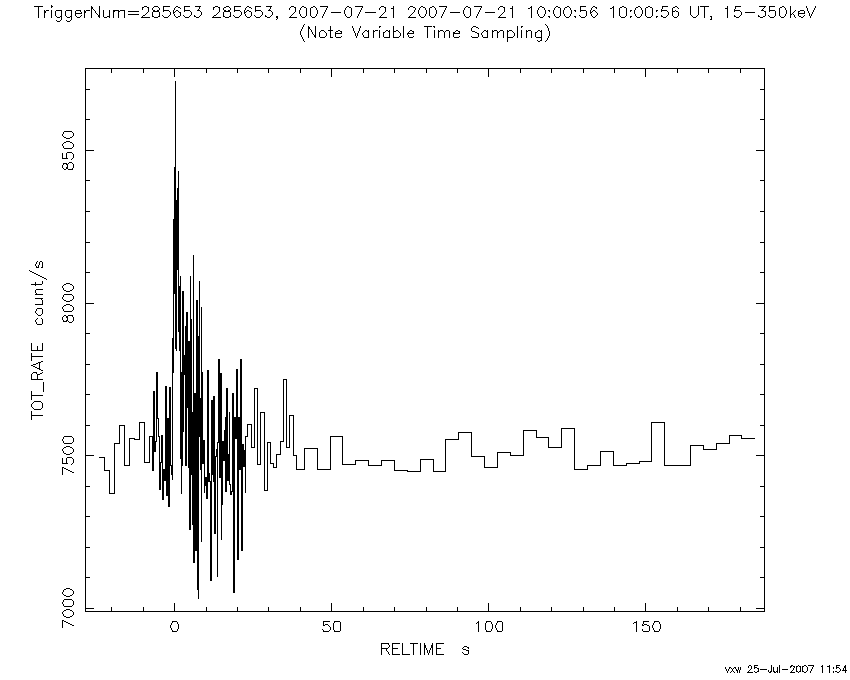 TriggerNum=285653 285653, 2007-07-21 2007-07-21 10:00:56 10:00:56 UT, 15-350keV
(Note Variable Time Sampling)
8500
8000
7500
7000
TOT_RATE count/s
0 50 100 150
RELTIME s
vxw 25-Jul-2007 11:54